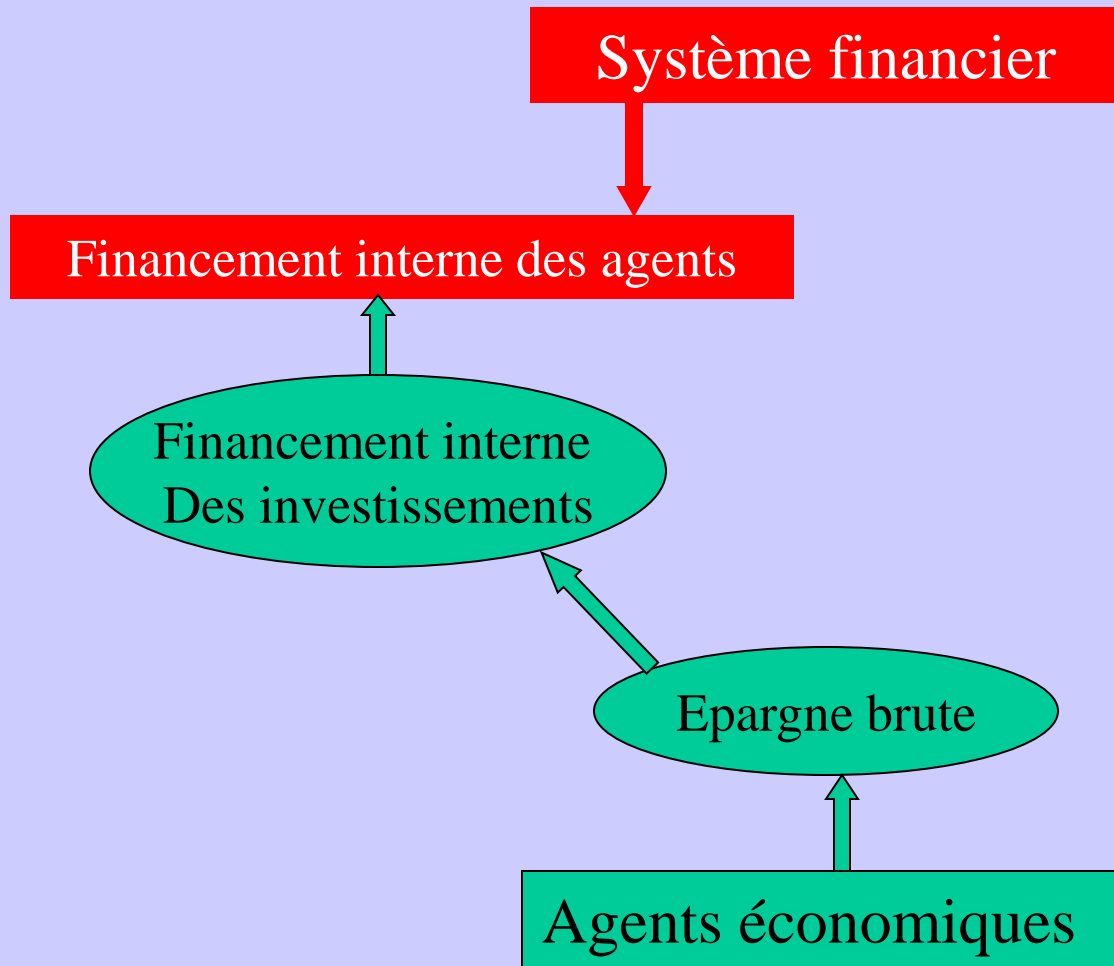 Système financier
Financement interne des agents
Financement interne
Des investissements
Epargne brute
Agents économiques